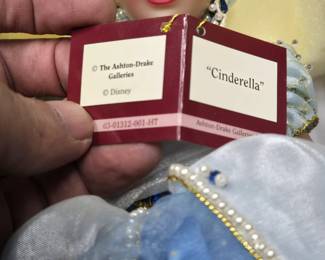 © The Ashton-Drake
Galleries
© Disney
03-01312-001-HT
"Cinderella"
Ashton-Drake Galleries